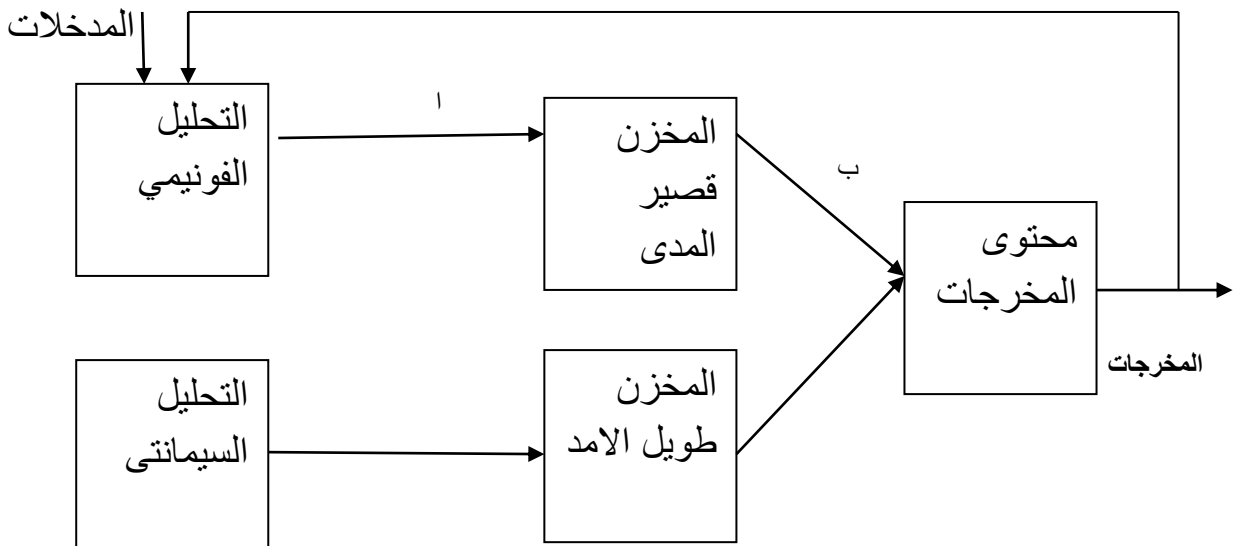 المدخلات
التحليل
الفونيمي
ا
المخزن
قصير
المدى
ب
محتوى
المخرجات
المخرجات
التحليل
السيمانتى
المخزن
طويل الامد